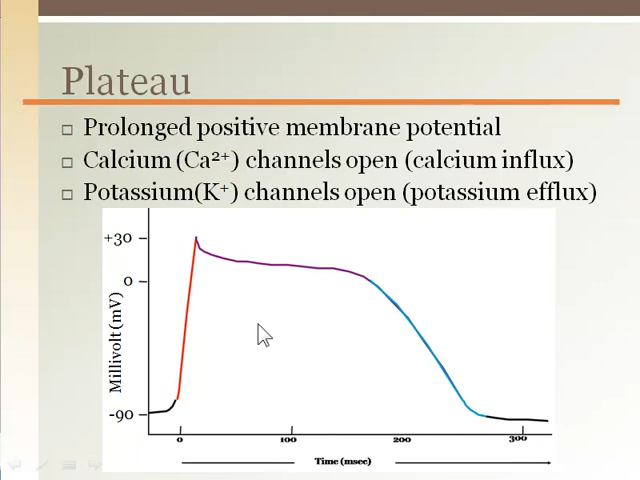 Plateau
□ Prolonged positive membrane potential
□ Calcium (Ca²⁺) channels open (calcium influx)
□ Potassium(K⁺) channels open (potassium efflux)
+30
0
Millivolt (mV)
-90
0 100 200 300
Time (msec)